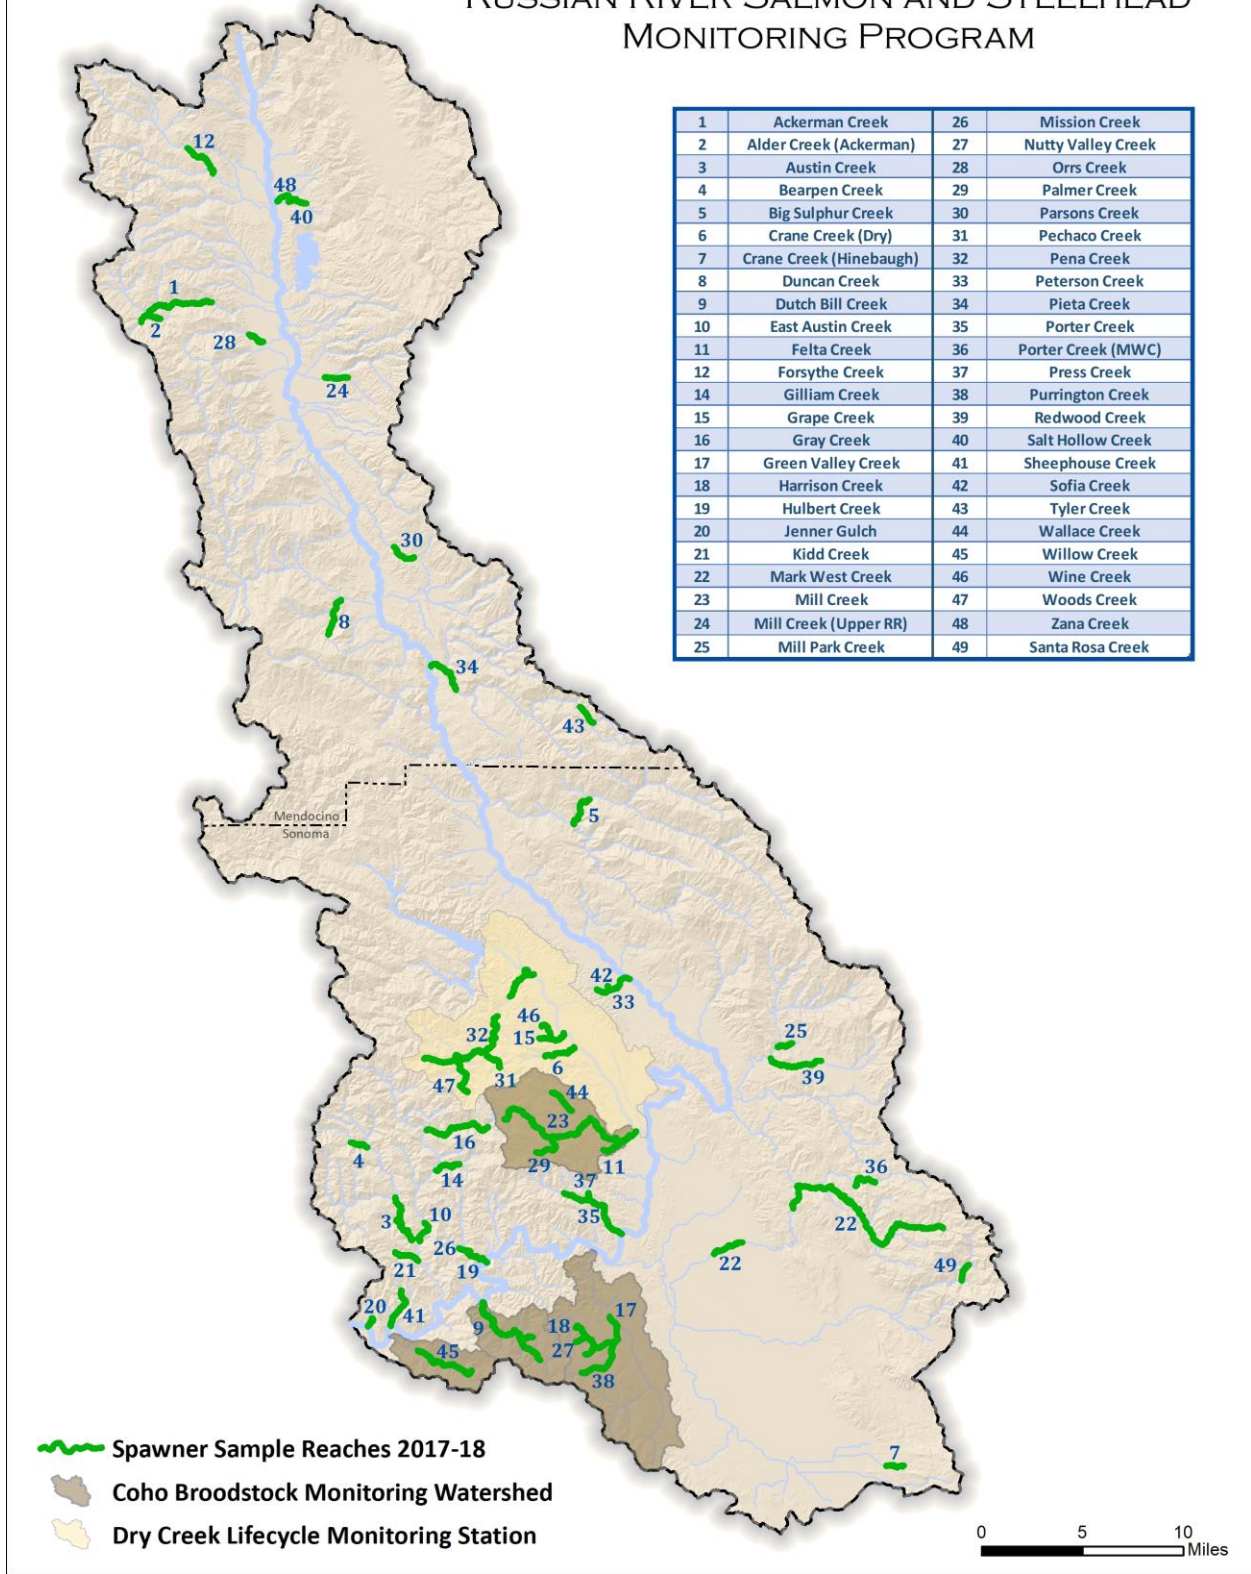 RUSSIAN RIVER SALMON AND STEELHEAD
MONITORING PROGRAM
1 Ackerman Creek 26 Mission Creek
2 Alder Creek (Ackerman) 27 Nutty Valley Creek
3 Austin Creek 28 Orrs Creek
4 Bearpen Creek 29 Palmer Creek
5 Big Sulphur Creek 30 Parsons Creek
6 Crane Creek (Dry) 31 Pechaco Creek
7 Crane Creek (Hinebaugh) 32 Pena Creek
8 Duncan Creek 33 Peterson Creek
9 Dutch Bill Creek 34 Pieta Creek
10 East Austin Creek 35 Porter Creek
11 Felta Creek 36 Porter Creek (MWC)
12 Forsythe Creek 37 Press Creek
14 Gilliam Creek 38 Purrington Creek
15 Grape Creek 39 Redwood Creek
16 Gray Creek 40 Salt Hollow Creek
17 Green Valley Creek 41 Sheephouse Creek
18 Harrison Creek 42 Sofia Creek
19 Hulbert Creek 43 Tyler Creek
20 Jenner Gulch 44 Wallace Creek
21 Kidd Creek 45 Willow Creek
22 Mark West Creek 46 Wine Creek
23 Mill Creek 47 Woods Creek
24 Mill Creek (Upper RR) 48 Zana Creek
25 Mill Park Creek 49 Santa Rosa Creek
12
48
40
1
2
28
24
30
8
34
43
5
Mendocino
Sonoma
42
33
46
32
15
6
25
39
47
31
44
23
16
4
29
11
14
37
36
3
10
35
22
26
22
21
19
49
20
41
9
18
17
27
45
38
7
Spawner Sample Reaches 2017-18
Coho Broodstock Monitoring Watershed
Dry Creek Lifecycle Monitoring Station
0 5 10
Miles